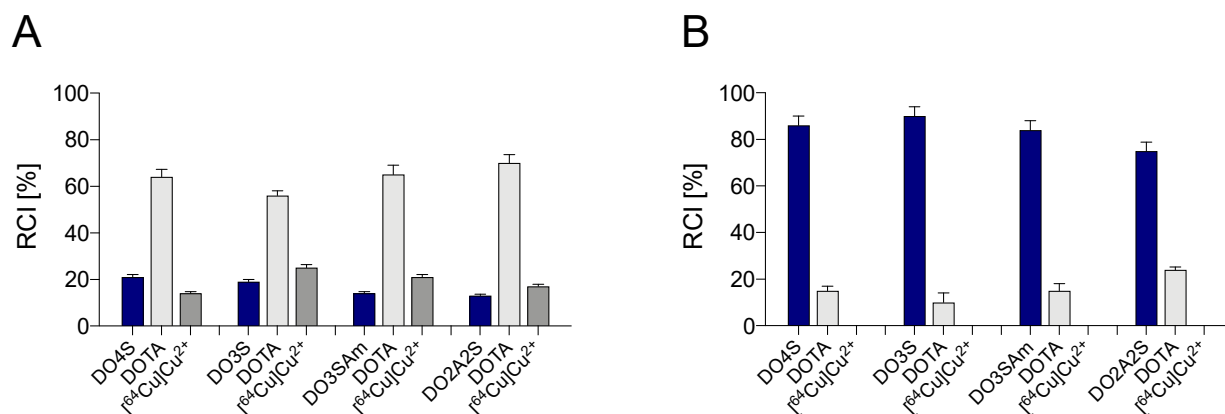 A
RCI [%]
100
80
60
40
20
0
DO4S
DOTA
[⁶⁴Cu]Cu²⁺
DO3S
DOTA
[⁶⁴Cu]Cu²⁺
DO3SAm
DOTA
[⁶⁴Cu]Cu²⁺
DO2A2S
DOTA
[⁶⁴Cu]Cu²⁺
B
RCI [%]
100
80
60
40
20
0
DO4S
DOTA
[⁶⁴Cu]Cu²⁺
DO3S
DOTA
[⁶⁴Cu]Cu²⁺
DO3SAm
DOTA
[⁶⁴Cu]Cu²⁺
DO2A2S
DOTA
[⁶⁴Cu]Cu²⁺